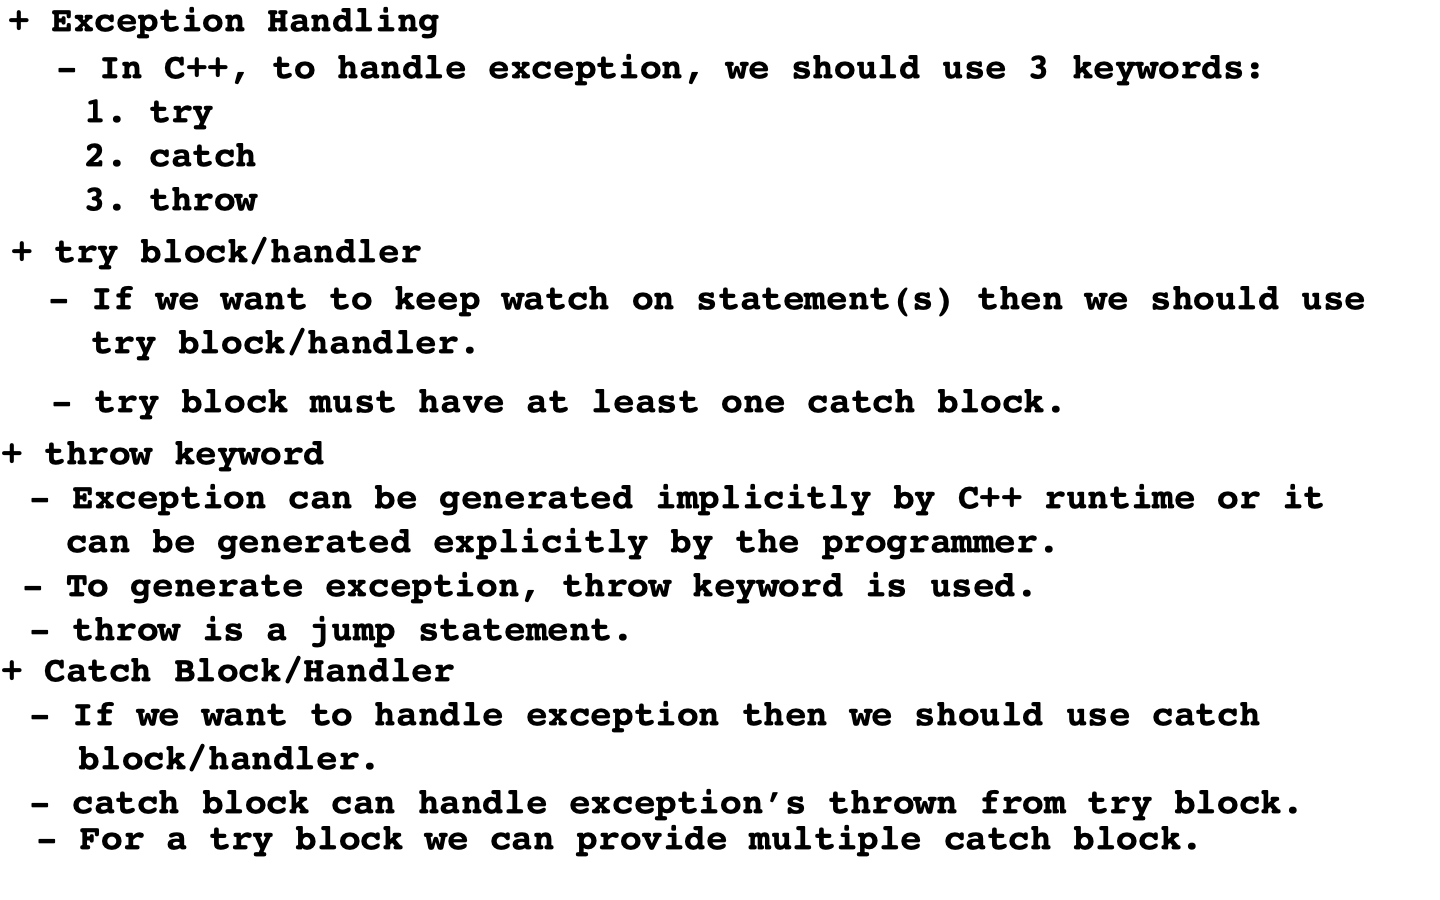 + Exception Handling
- In C++, to handle exception, we should use 3 keywords:
1. try
2. catch
3. throw
+ try block/handler
- If we want to keep watch on statement(s) then we should use
try block/handler.
- try block must have at least one catch block.
+ throw keyword
- Exception can be generated implicitly by C++ runtime or it
can be generated explicitly by the programmer.
- To generate exception, throw keyword is used.
- throw is a jump statement.
+ Catch Block/Handler
- If we want to handle exception then we should use catch
block/handler.
- catch block can handle exception’s thrown from try block.
- For a try block we can provide multiple catch block.